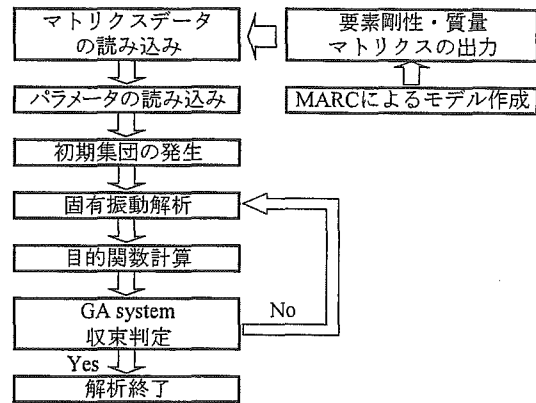 マトリクスデータ
の読み込み
要素剛性・質量
マトリクスの出力
パラメータの読み込み
MARCによるモデル作成
初期集団の発生
固有振動解析
目的関数計算
GA system
収束判定
No
Yes
解析終了